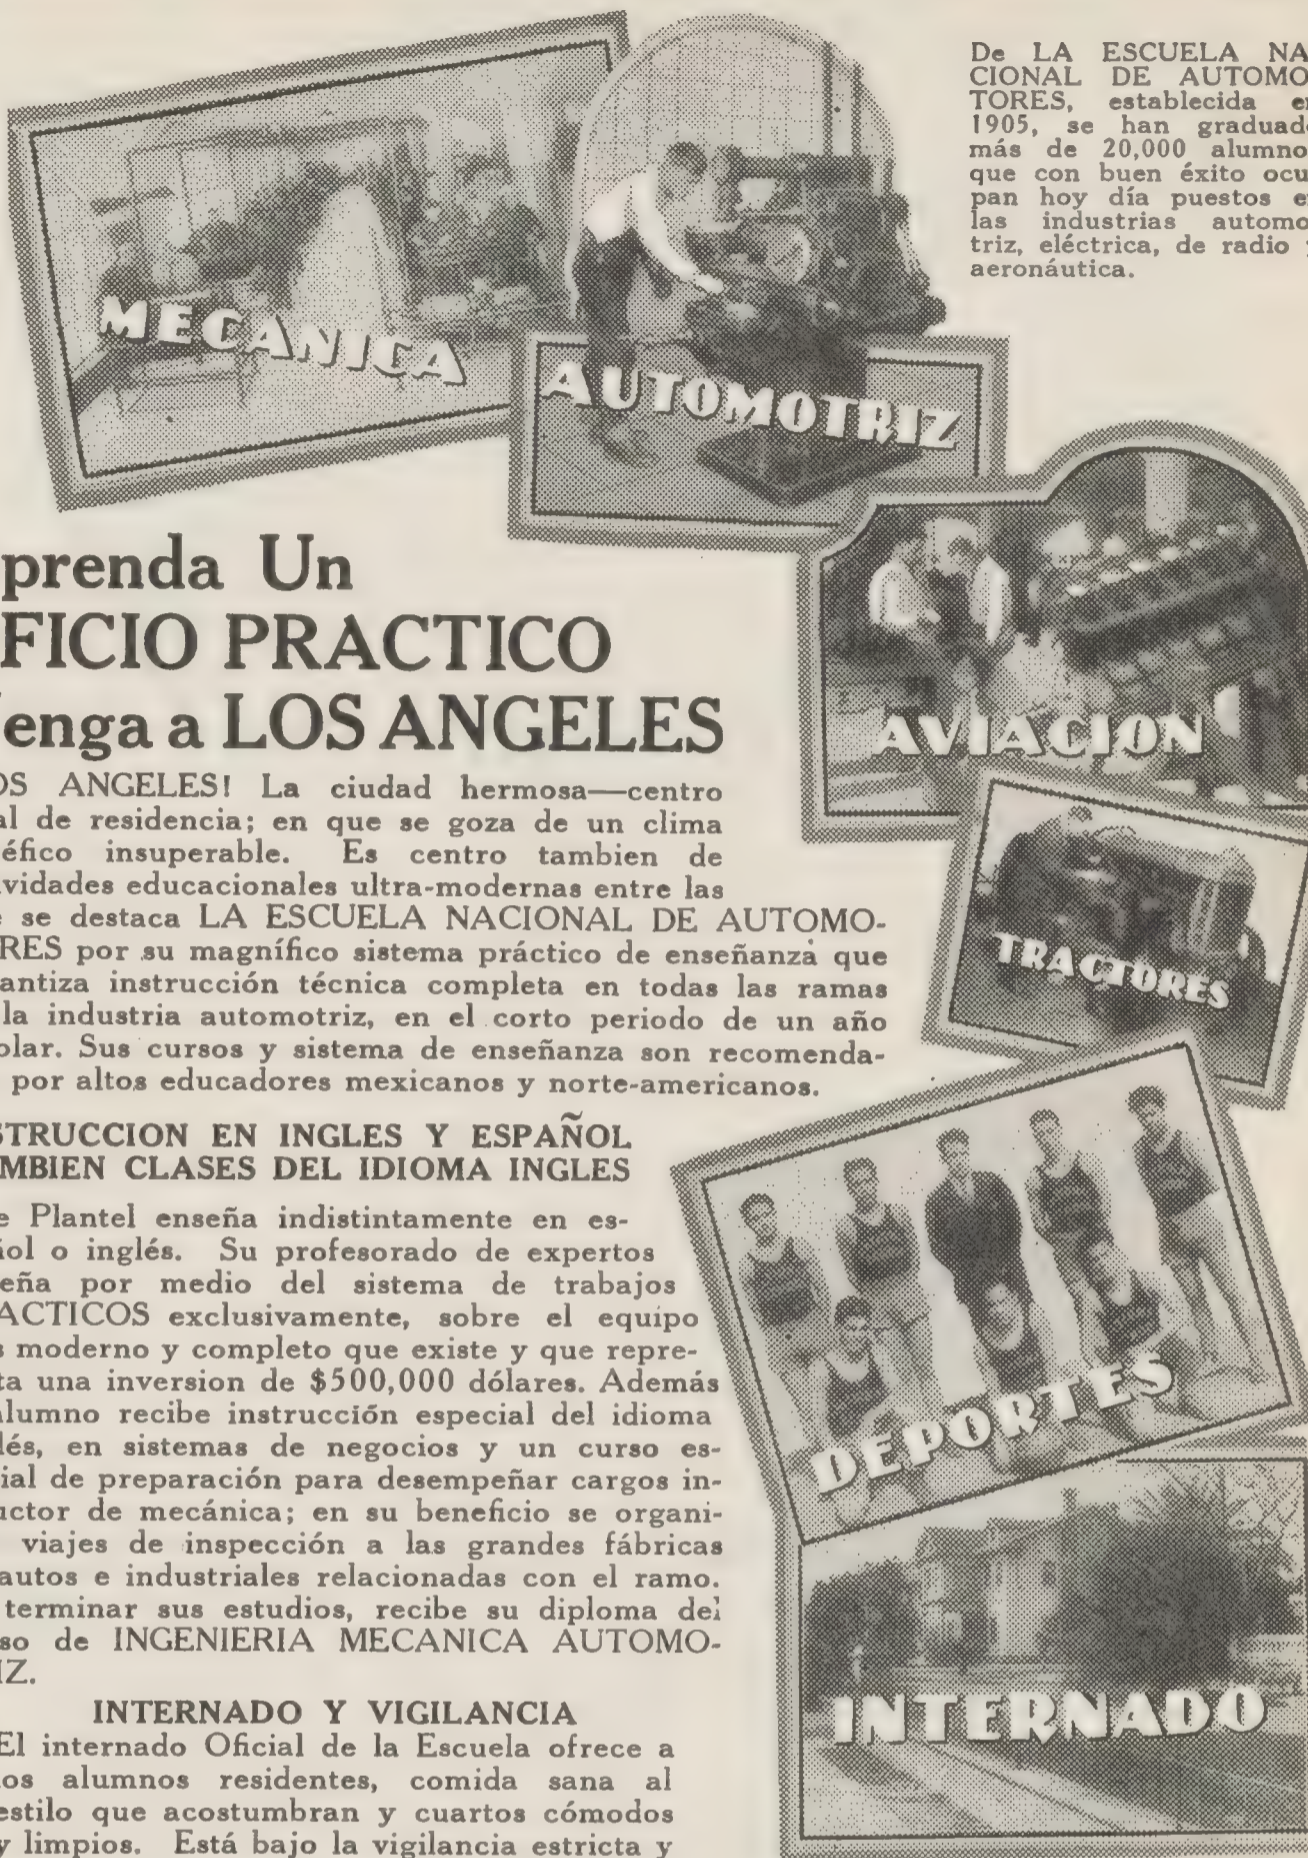 De LA ESCUELA NA
CIONAL DE AUTOMO
TORES, establecida e
1905, se han graduad
más de 20,000 alumno
que con buen éxito ocu
pan hoy día puestos e
las industrias automo
triz, eléctrica, de radio
aeronáutica.
MECANICA
AUTOMOTRIZ
AVIACION
TRACTORES
DEPORTES
INTERNADO
prenda Un
FICIO PRACTICO
enga a LOS ANGELES
OS ANGELES! La ciudad hermosa—centro
al de residencia; en que se goza de un clima
éfico insuperable. Es centro tambien de
vidades educacionales ultra-modernas entre las
e se destaca LA ESCUELA NACIONAL DE AUTOMO-
RES por su magnífico sistema práctico de enseñanza que
antiza instrucción técnica completa en todas las ramas
la industria automotriz, en el corto periodo de un año
olar. Sus cursos y sistema de enseñanza son recomenda-
por altos educadores mexicanos y norte-americanos.
STRUCCION EN INGLES Y ESPAÑOL
MBIEN CLASES DEL IDIOMA INGLES
e Plantel enseña indistintamente en es-
iol o inglés. Su profesorado de expertos
eña por medio del sistema de trabajos
ACTICOS exclusivamente, sobre el equipo
s moderno y completo que existe y que repre-
ta una inversion de $500,000 dólares. Además
alumno recibe instrucción especial del idioma
lés, en sistemas de negocios y un curso es-
ial de preparación para desempeñar cargos in-
uctor de mecánica; en su beneficio se organi-
viajes de inspección a las grandes fábricas
autos e industriales relacionadas con el ramo.
terminar sus estudios, recibe su diploma del
so de INGENIERIA MECANICA AUTOMO-
IZ.
INTERNADO Y VIGILANCIA
El internado Oficial de la Escuela ofrece a
os alumnos residentes, comida sana al
estilo que acostumbran y cuartos cómodos
y limpios. Está bajo la vigilancia estricta y